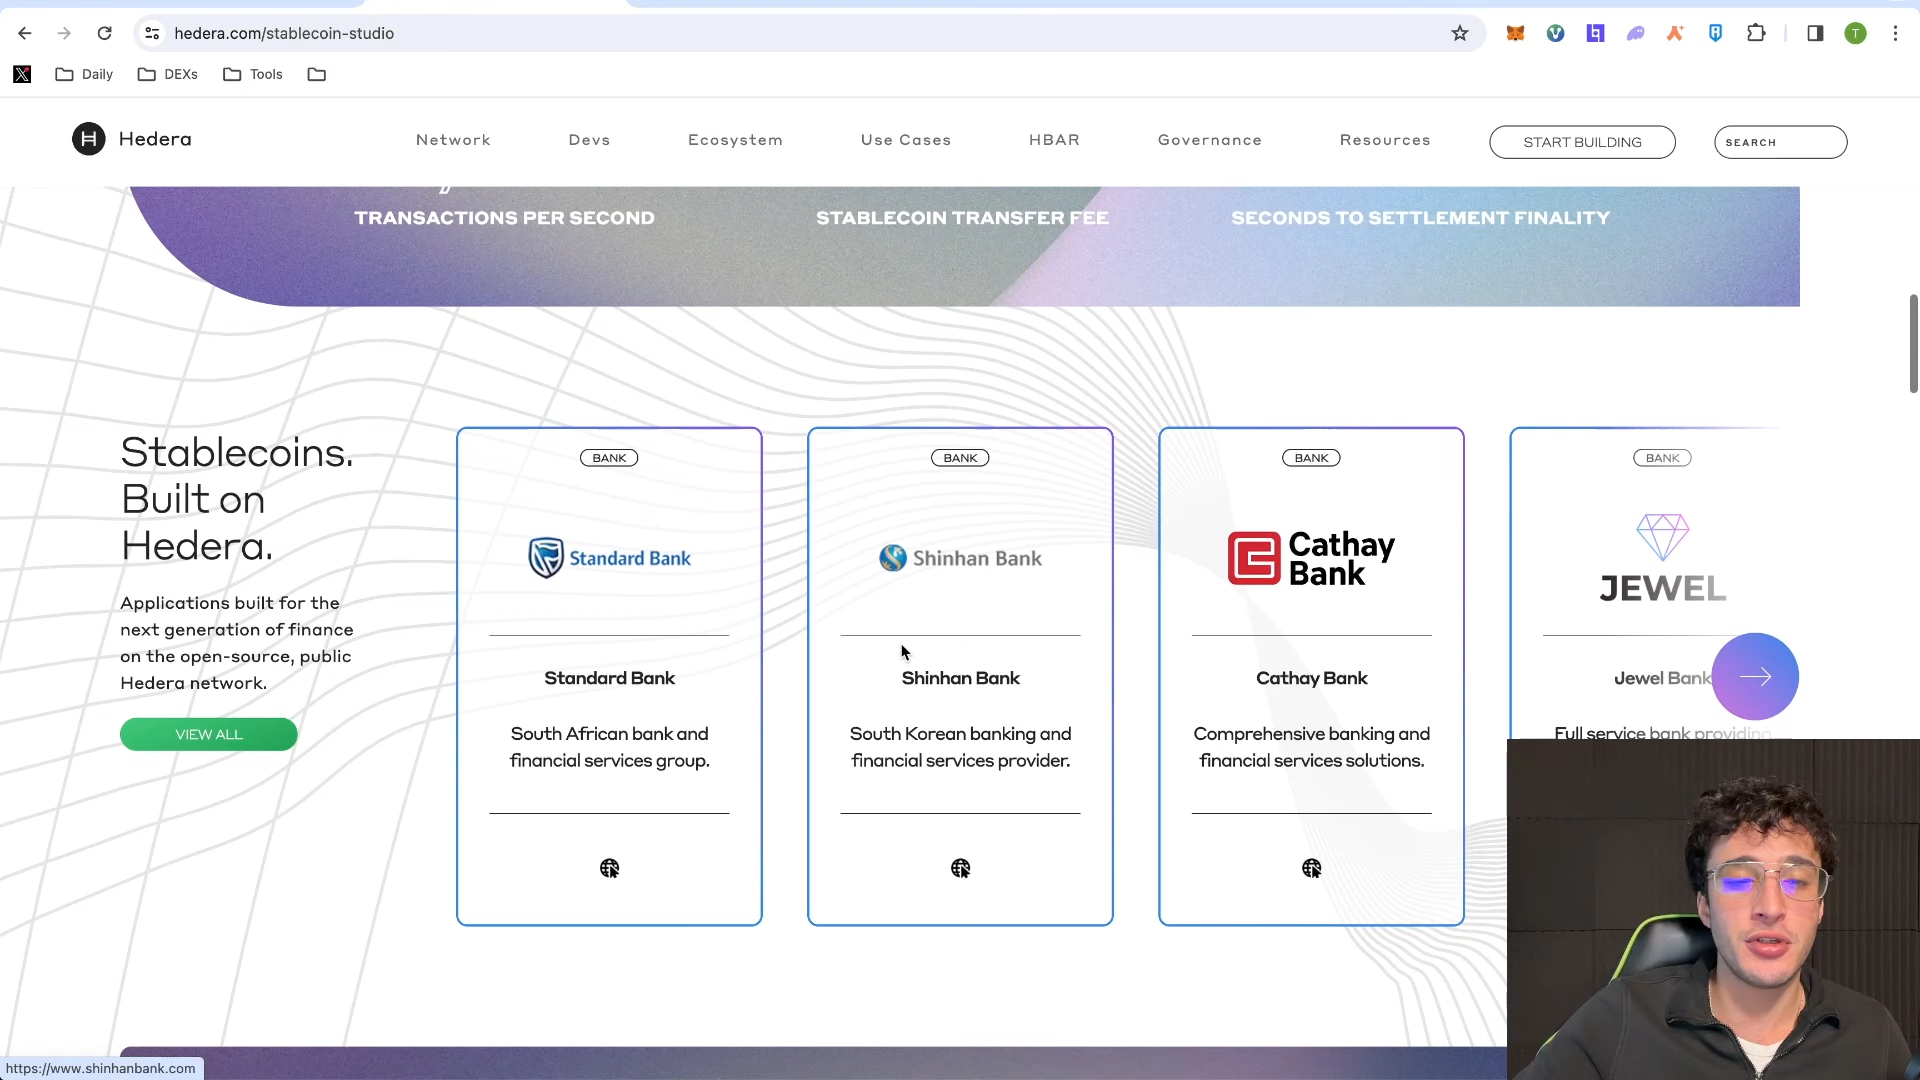 hedera.com/stablecoin-studio
T
X
Daily
DEXs
Tools
H Hedera
Network
Devs
Ecosystem
Use Cases
HBAR
Governance
Resources
START BUILDING
SEARCH
TRANSACTIONS PER SECOND
STABLECOIN TRANSFER FEE
SECONDS TO SETTLEMENT FINALITY
Stablecoins.
Built on
Hedera.
Applications built for the
next generation of finance
on the open-source, public
Hedera network.
VIEW ALL
BANK
Standard Bank
Standard Bank
South African bank and
financial services group.
BANK
Shinhan Bank
Shinhan Bank
South Korean banking and
financial services provider.
BANK
Cathay
Bank
Cathay Bank
Comprehensive banking and
financial services solutions.
BANK
JEWEL
Jewel Bank
Full service bank providing
https://www.shinhanbank.com